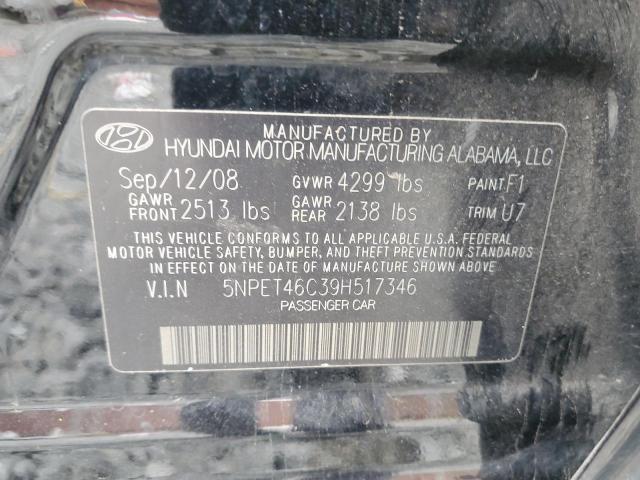 MANUFACTURED BY
HYUNDAI MOTOR MANUFACTURING ALABAMA, LLC
Sep/12/08 GVWR 4299 lbs PAINT F1
GAWR FRONT 2513 lbs GAWR REAR 2138 lbs TRIM U7
THIS VEHICLE CONFORMS TO ALL APPLICABLE U.S.A. FEDERAL
MOTOR VEHICLE SAFETY, BUMPER, AND THEFT PREVENTION STANDARDS
IN EFFECT ON THE DATE OF MANUFACTURE SHOWN ABOVE.
V.I.N 5NPET46C39H517346
PASSENGER CAR